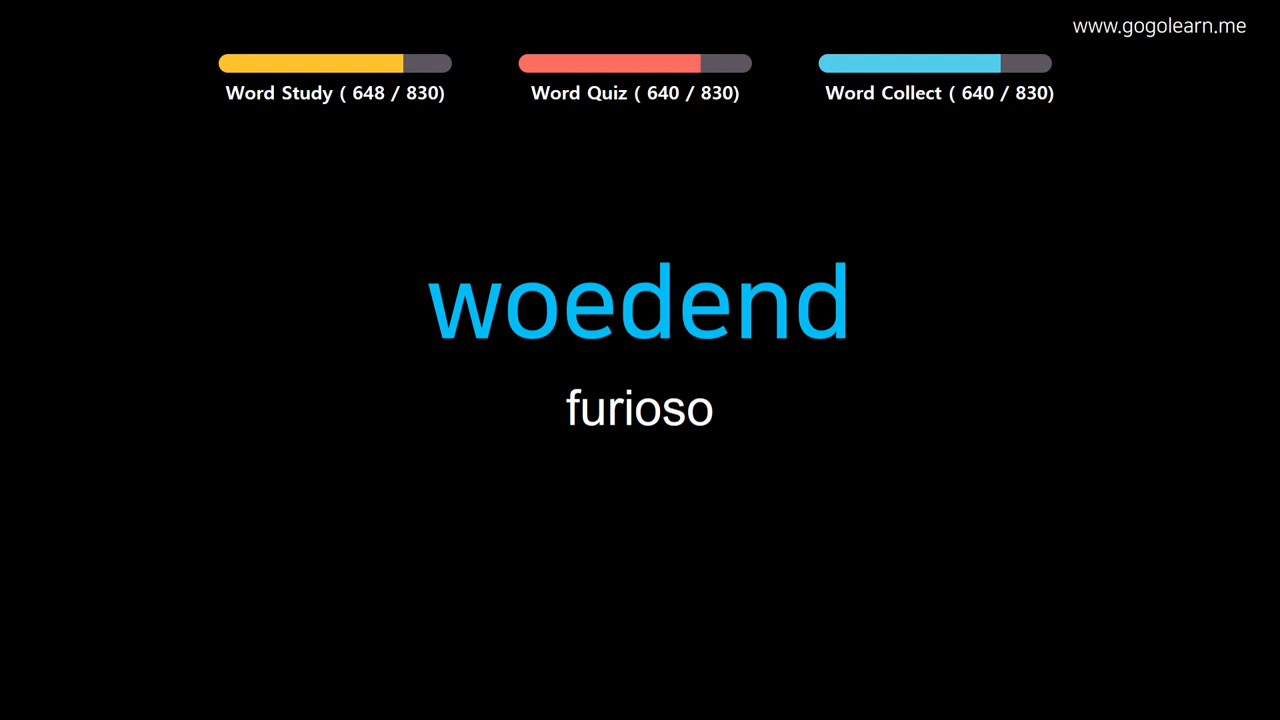 www.gogolearn.me
Word Study ( 648 / 830)
Word Quiz ( 640 / 830)
Word Collect ( 640 / 830)
woedend
furioso